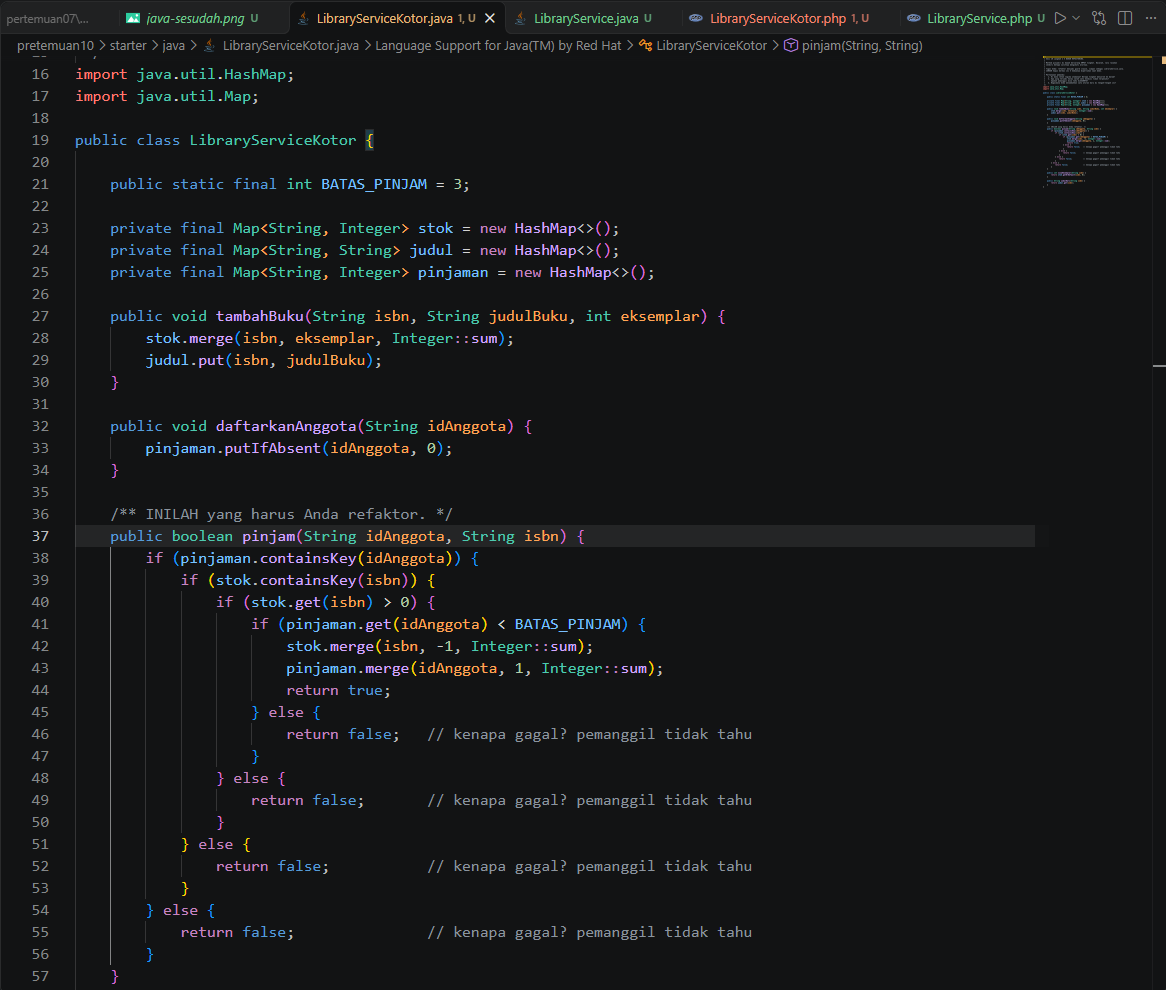 pertemuan07\...
java-sesudah.png U
LibraryServiceKotor.java 1, U
LibraryService.java U
LibraryServiceKotor.php 1, U
LibraryService.php U
pretemuan10 > starter > java > LibraryServiceKotor.java > Language Support for Java(TM) by Red Hat > LibraryServiceKotor > pinjam(String, String)
16 import java.util.HashMap;
17 import java.util.Map;
18
19 public class LibraryServiceKotor {
20
21     public static final int BATAS_PINJAM = 3;
22
23     private final Map<String, Integer> stok = new HashMap<>();
24     private final Map<String, String> judul = new HashMap<>();
25     private final Map<String, Integer> pinjaman = new HashMap<>();
26
27     public void tambahBuku(String isbn, String judulBuku, int eksemplar) {
28         stok.merge(isbn, eksemplar, Integer::sum);
29         judul.put(isbn, judulBuku);
30     }
31
32     public void daftarkanAnggota(String idAnggota) {
33         pinjaman.putIfAbsent(idAnggota, 0);
34     }
35
36     /** INILAH yang harus Anda refaktor. */
37     public boolean pinjam(String idAnggota, String isbn) {
38         if (pinjaman.containsKey(idAnggota)) {
39             if (stok.containsKey(isbn)) {
40                 if (stok.get(isbn) > 0) {
41                     if (pinjaman.get(idAnggota) < BATAS_PINJAM) {
42                         stok.merge(isbn, -1, Integer::sum);
43                         pinjaman.merge(idAnggota, 1, Integer::sum);
44                         return true;
45                     } else {
46                         return false;   // kenapa gagal? pemanggil tidak tahu
47                     }
48                 } else {
49                     return false;       // kenapa gagal? pemanggil tidak tahu
50                 }
51             } else {
52                 return false;           // kenapa gagal? pemanggil tidak tahu
53             }
54         } else {
55             return false;               // kenapa gagal? pemanggil tidak tahu
56         }
57     }